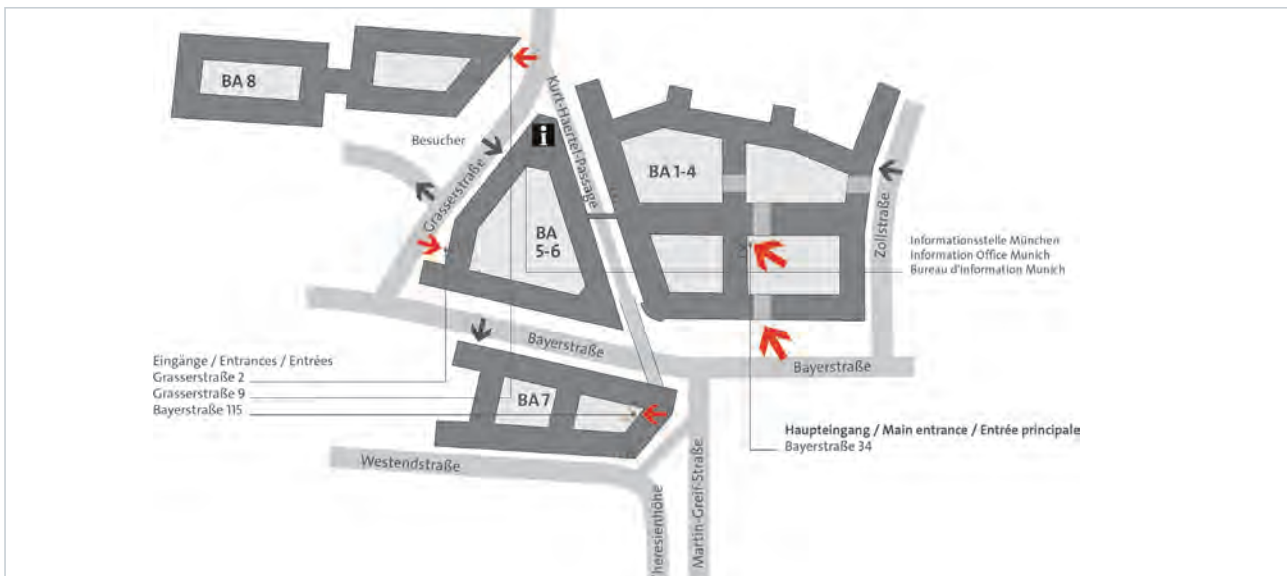 BA 8
Kurt-Haertel-Passage
Besucher
i
BA 1-4
Grasserstraße
BA
5-6
Zollstraße
Informationsstelle München
Information Office Munich
Bureau d'information Munich
Bayerstraße
Eingänge / Entrances / Entrées
Grasserstraße 2
Grasserstraße 9
Bayerstraße 115
Bayerstraße
BA 7
Haupteingang / Main entrance / Entrée principale
Bayerstraße 34
Westendstraße
heresienhöhe
Martin-Greif-Straße